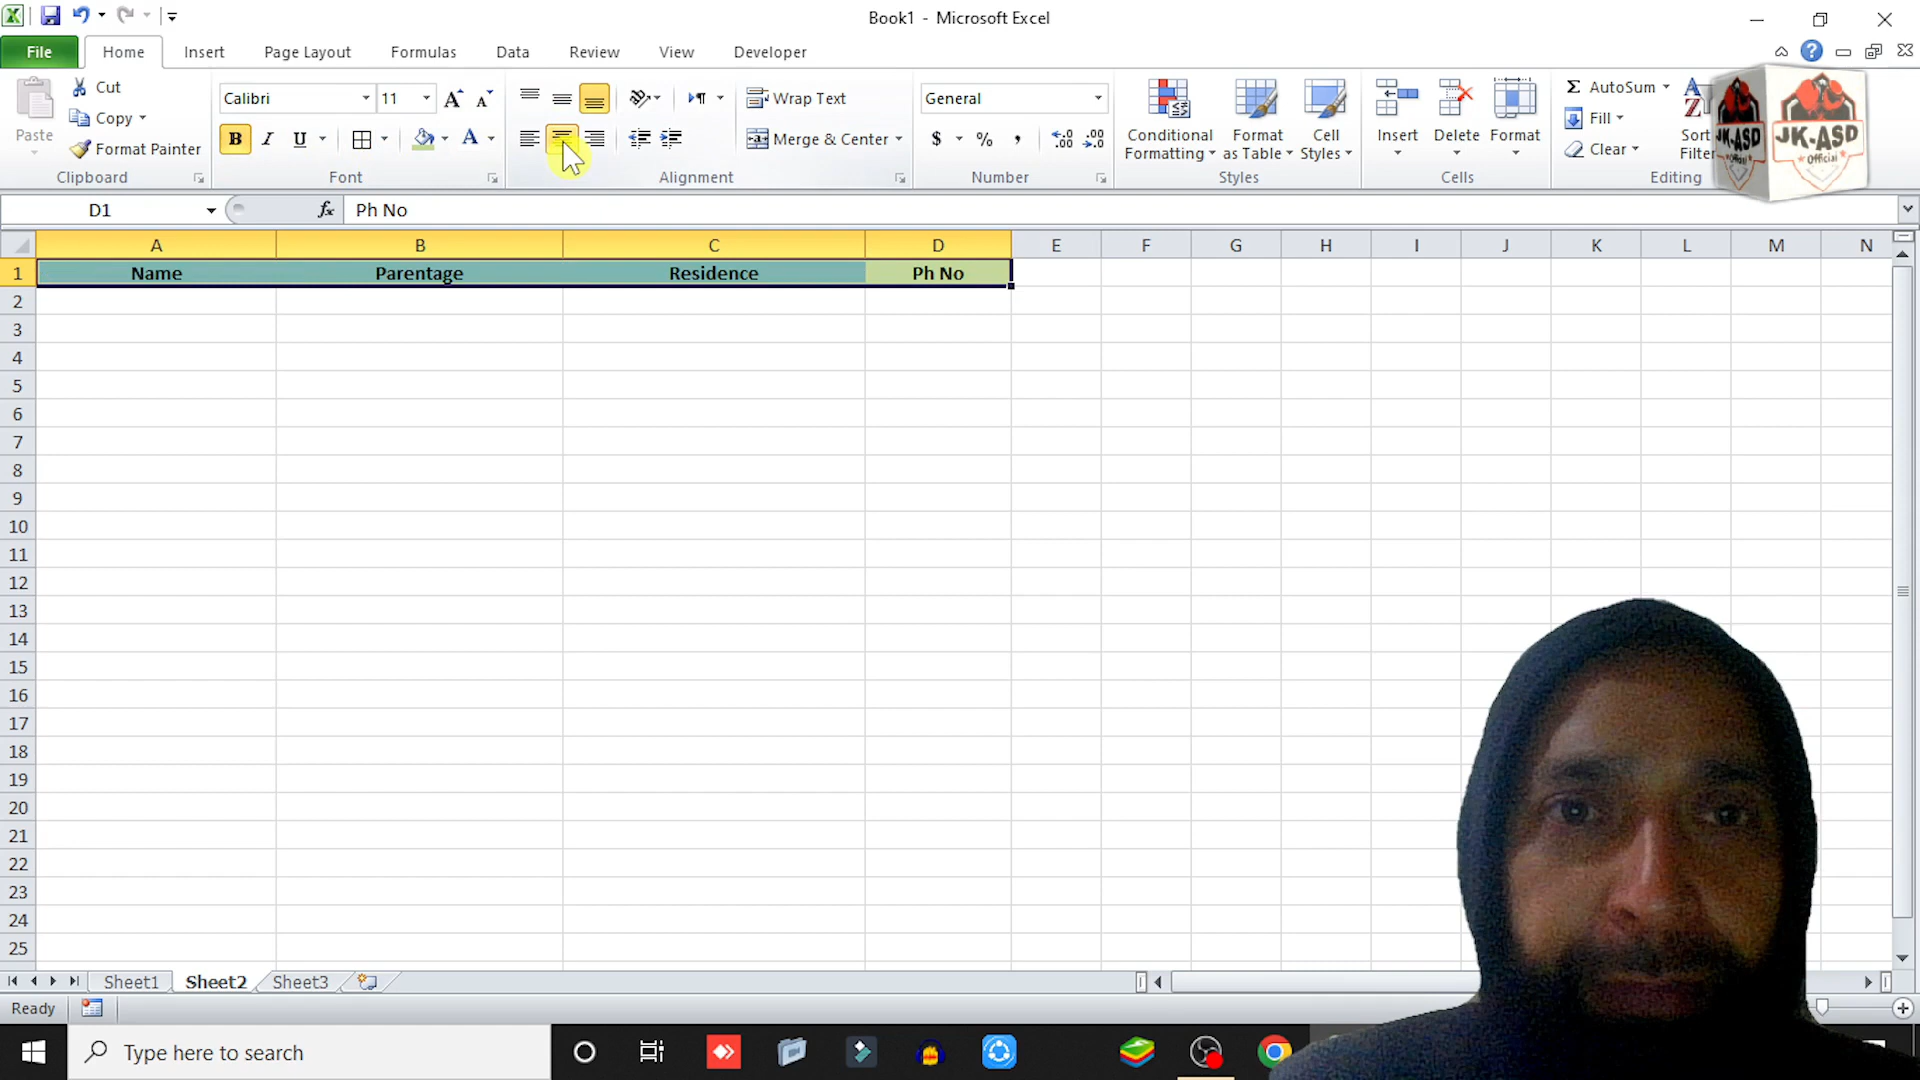 Book1 - Microsoft Excel
File Home Insert Page Layout Formulas Data Review View Developer
Paste
Cut
Copy
Format Painter
Clipboard
Calibri 11
B I U A
Font
Wrap Text
Merge & Center
Alignment
General
$ % ,
Number
Conditional Formatting
Format as Table
Cell Styles
Styles
Insert Delete Format
Cells
Σ AutoSum
Fill
Clear
Sort
Filter
Editing
JK-ASD
JK-ASD
Official
D1 fx Ph No
A B C D E F G H I J K L M N
1 Name Parentage Residence Ph No
2
3
4
5
6
7
8
9
10
11
12
13
14
15
16
17
18
19
20
21
22
23
24
25
Sheet1 Sheet2 Sheet3
Ready
Type here to search